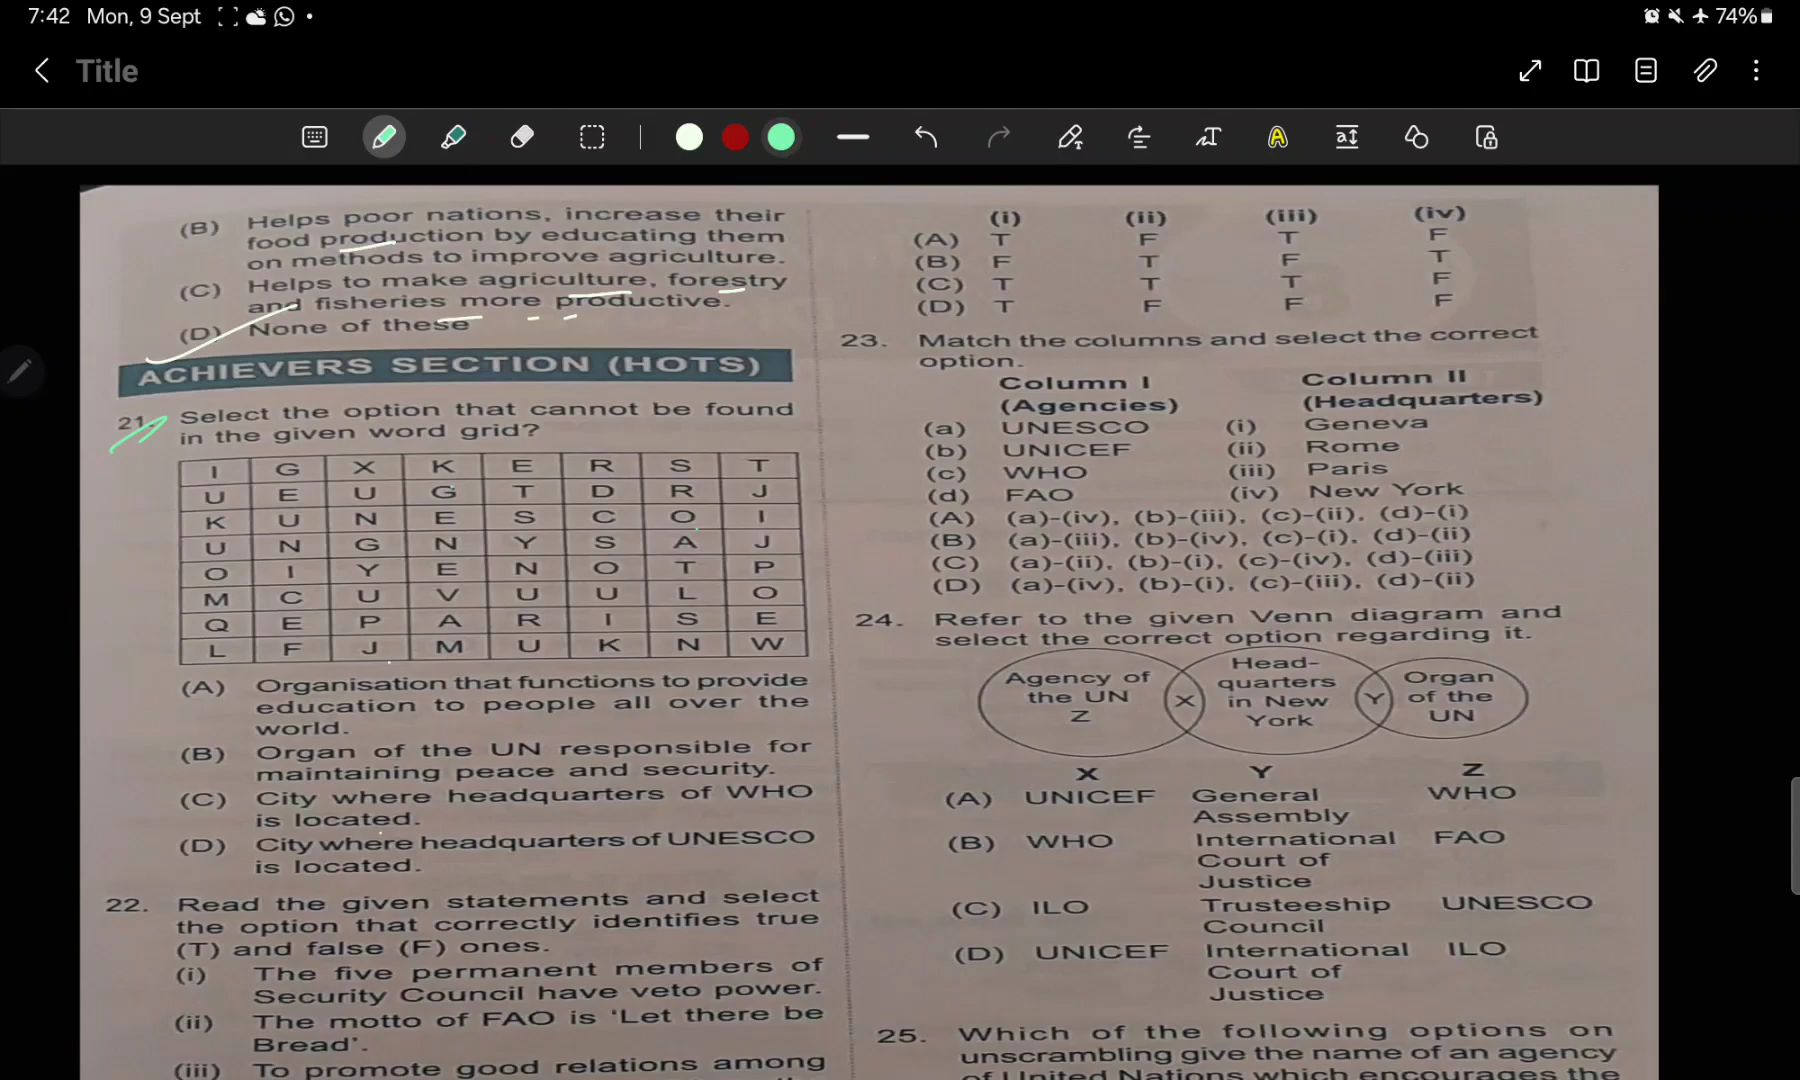 7:42 Mon, 9 Sept
74%
Title
(B) Helps poor nations, increase their
food production by educating them
on methods to improve agriculture.
(C) Helps to make agriculture, forestry
and fisheries more productive.
(D) None of these
ACHIEVERS SECTION (HOTS)
21. Select the option that cannot be found
in the given word grid?
I G X K E R S T
U E U G T D R J
K U N E S C O I
U N G N Y S A J
O I Y E N O T P
M C U V U U L O
Q E P A R I S E
L F J M U K N W
(A) Organisation that functions to provide
education to people all over the
world.
(B) Organ of the UN responsible for
maintaining peace and security.
(C) City where headquarters of WHO
is located.
(D) City where headquarters of UNESCO
is located.
22. Read the given statements and select
the option that correctly identifies true
(T) and false (F) ones.
(i) The five permanent members of
Security Council have veto power.
(ii) The motto of FAO is 'Let there be
Bread'.
(iii) To promote good relations among
(i) (ii) (iii) (iv)
(A) T F T F
(B) F T F T
(C) T T T F
(D) T F F F
23. Match the columns and select the correct
option.
Column I Column II
(Agencies) (Headquarters)
(a) UNESCO (i) Geneva
(b) UNICEF (ii) Rome
(c) WHO (iii) Paris
(d) FAO (iv) New York
(A) (a)-(iv), (b)-(iii), (c)-(ii), (d)-(i)
(B) (a)-(iii), (b)-(iv), (c)-(i), (d)-(ii)
(C) (a)-(ii), (b)-(i), (c)-(iv), (d)-(iii)
(D) (a)-(iv), (b)-(i), (c)-(iii), (d)-(ii)
24. Refer to the given Venn diagram and
select the correct option regarding it.
Agency of
the UN
Z
X
Head-
quarters
in New
York
Y
Organ
of the
UN
X Y Z
(A) UNICEF General WHO
Assembly
(B) WHO International FAO
Court of
Justice
(C) ILO Trusteeship UNESCO
Council
(D) UNICEF International ILO
Court of
Justice
25. Which of the following options on
unscrambling give the name of an agency
of United Nations which encourages the